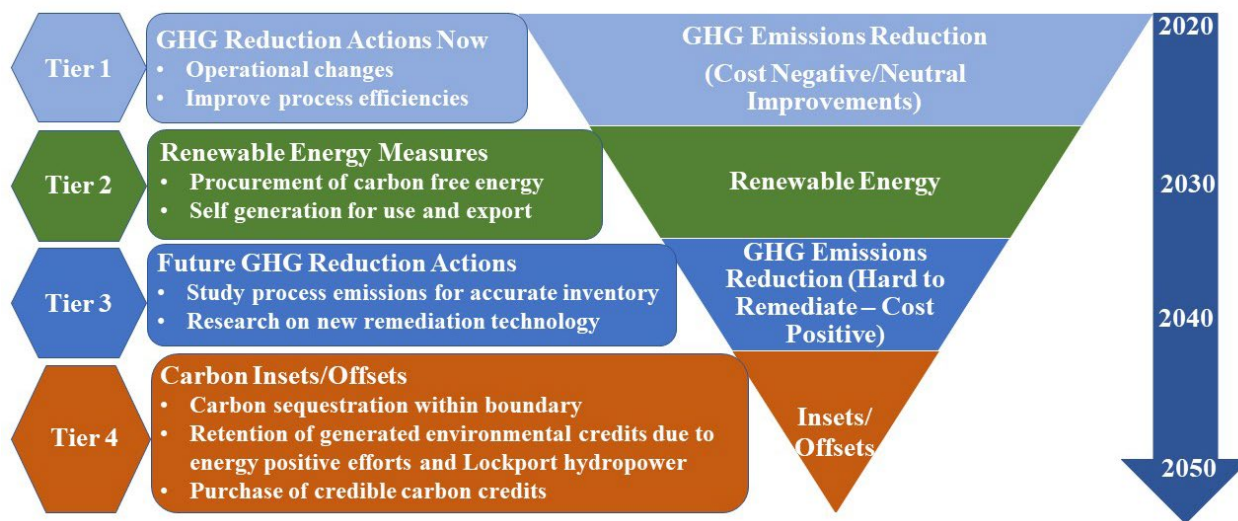 Tier 1
GHG Reduction Actions Now
• Operational changes
• Improve process efficiencies
GHG Emissions Reduction
(Cost Negative/Neutral
Improvements)
2020
Tier 2
Renewable Energy Measures
• Procurement of carbon free energy
• Self generation for use and export
Renewable Energy
2030
Tier 3
Future GHG Reduction Actions
• Study process emissions for accurate inventory
• Research on new remediation technology
GHG Emissions
Reduction (Hard to
Remediate – Cost
Positive)
2040
Tier 4
Carbon Insets/Offsets
• Carbon sequestration within boundary
• Retention of generated environmental credits due to
energy positive efforts and Lockport hydropower
• Purchase of credible carbon credits
Insets/
Offsets
2050